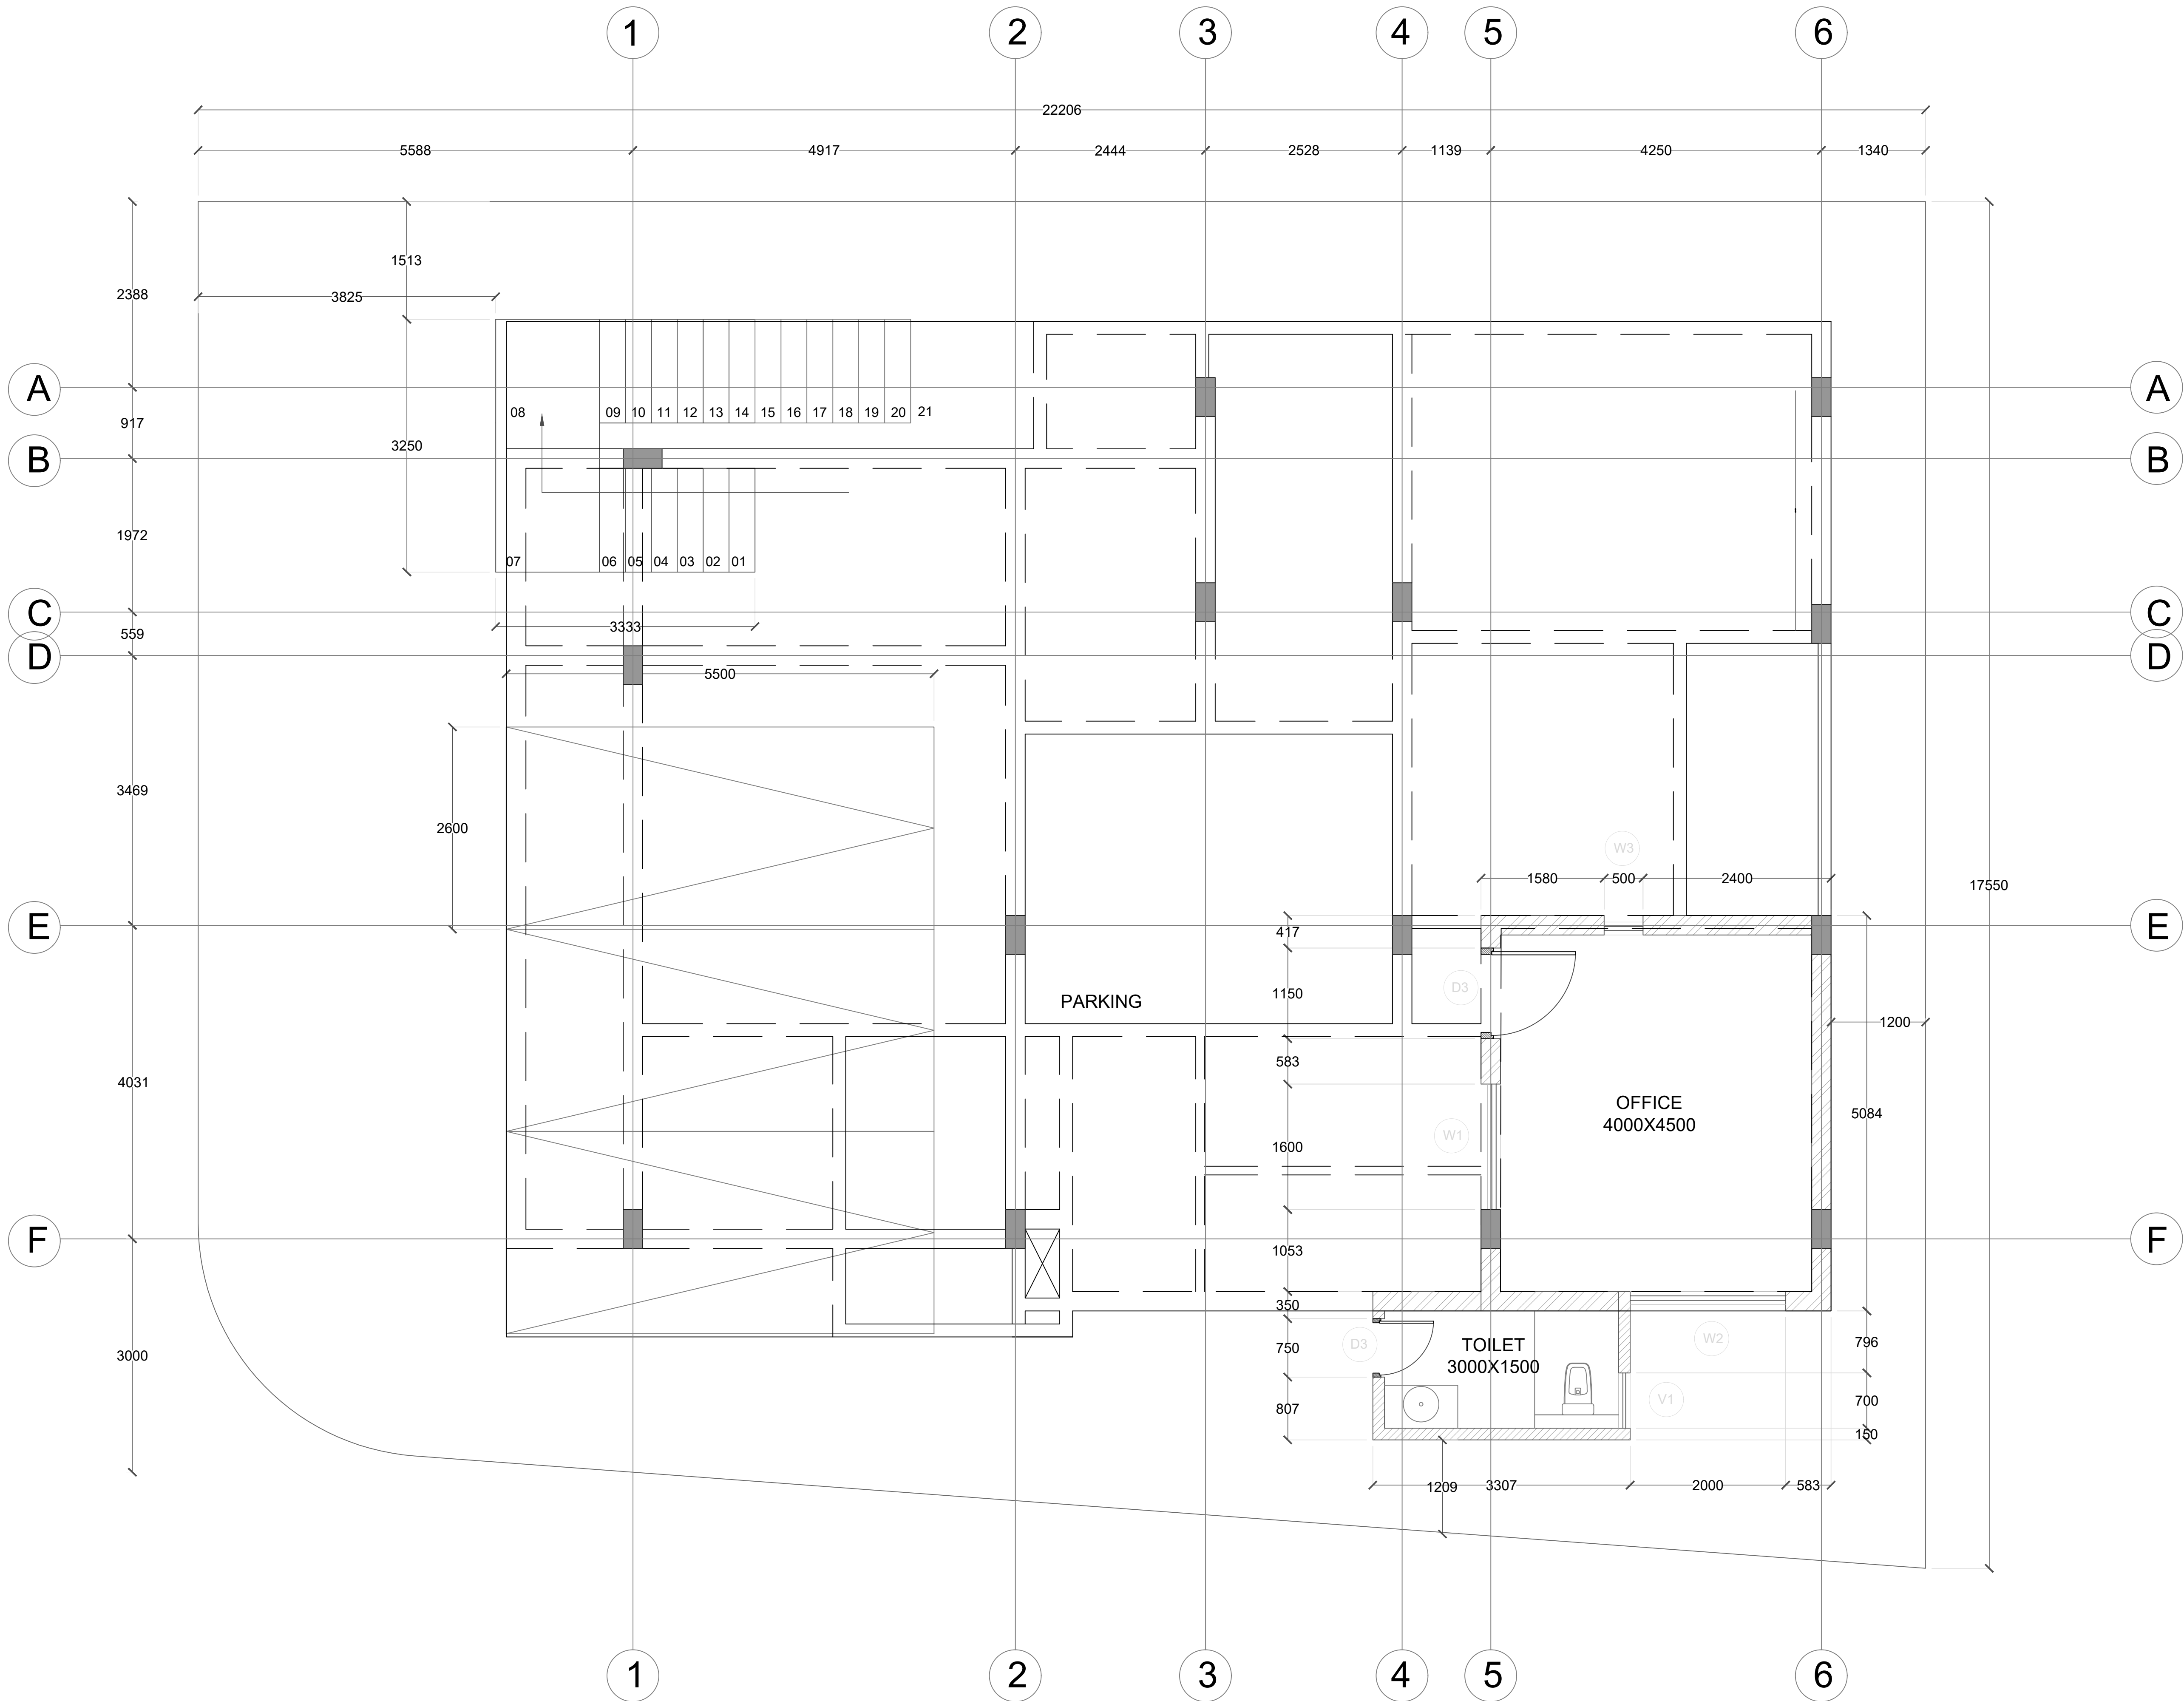 1 2 3 4 5 6
22206
5588 4917 2444 2528 1139 4250 1340
1513
2388
3825
A A
08 09 10 11 12 13 14 15 16 17 18 19 20 21
917
3250
B B
1972
07 06 05 04 03 02 01
C C
559
3333
D D
5500
3469
2600
W3
1580 500 2400
17550
E E
417
D3
1150
PARKING
1200
583
4031
OFFICE
4000X4500
5084
W1
1600
F F
1053
350
750
D3
TOILET
3000X1500
W2
796
3000
807
V1
700
150
1209 3307 2000 583
1 2 3 4 5 6